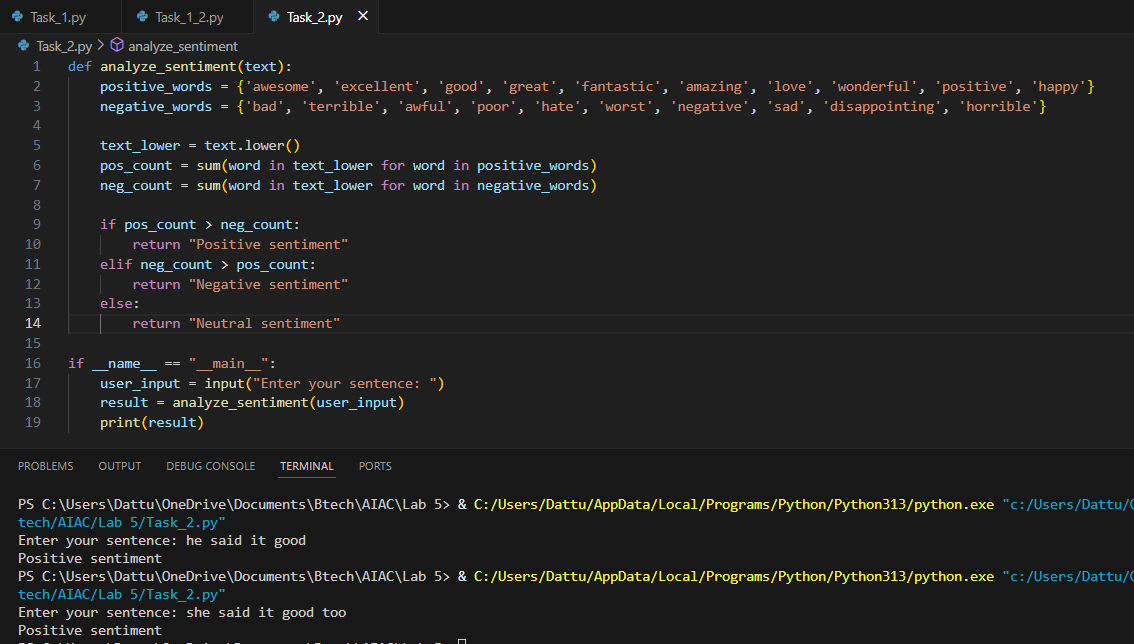 Task_1.py Task_1_2.py Task_2.py ×
Task_2.py > analyze_sentiment
1 def analyze_sentiment(text):
2     positive_words = {'awesome', 'excellent', 'good', 'great', 'fantastic', 'amazing', 'love', 'wonderful', 'positive', 'happy'}
3     negative_words = {'bad', 'terrible', 'awful', 'poor', 'hate', 'worst', 'negative', 'sad', 'disappointing', 'horrible'}
4
5     text_lower = text.lower()
6     pos_count = sum(word in text_lower for word in positive_words)
7     neg_count = sum(word in text_lower for word in negative_words)
8
9     if pos_count > neg_count:
10         return "Positive sentiment"
11     elif neg_count > pos_count:
12         return "Negative sentiment"
13     else:
14         return "Neutral sentiment"
15
16 if __name__ == "__main__":
17     user_input = input("Enter your sentence: ")
18     result = analyze_sentiment(user_input)
19     print(result)
PROBLEMS OUTPUT DEBUG CONSOLE TERMINAL PORTS
PS C:\Users\Dattu\OneDrive\Documents\Btech\AIAC\Lab 5> & C:/Users/Dattu/AppData/Local/Programs/Python/Python313/python.exe "c:/Users/Dattu/
tech/AIAC/Lab 5/Task_2.py"
Enter your sentence: he said it good
Positive sentiment
PS C:\Users\Dattu\OneDrive\Documents\Btech\AIAC\Lab 5> & C:/Users/Dattu/AppData/Local/Programs/Python/Python313/python.exe "c:/Users/Dattu/
tech/AIAC/Lab 5/Task_2.py"
Enter your sentence: she said it good too
Positive sentiment